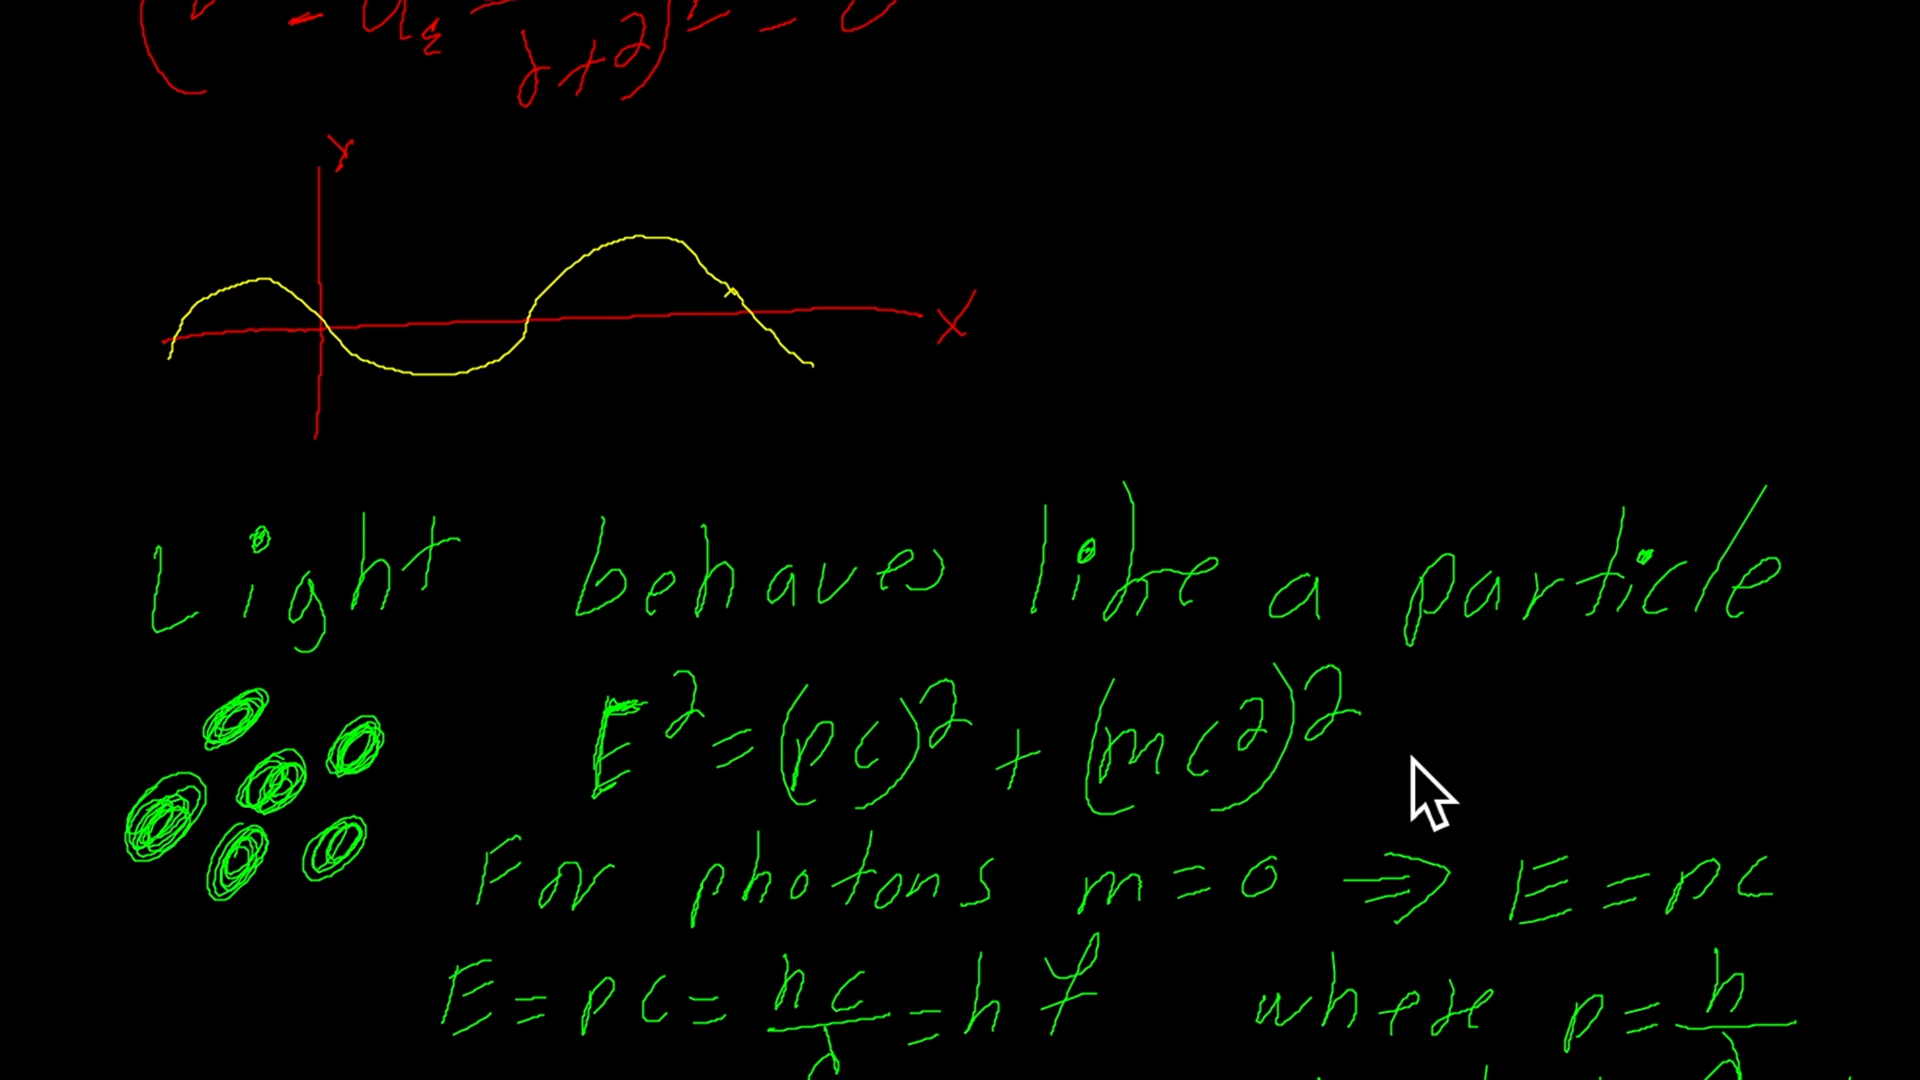 Y
X
Light behaves like a particle
E² = (pc)² + (mc²)²
For photons m = 0 ⇒ E = pc
E = pc = hc/λ = hf where p = h/λ